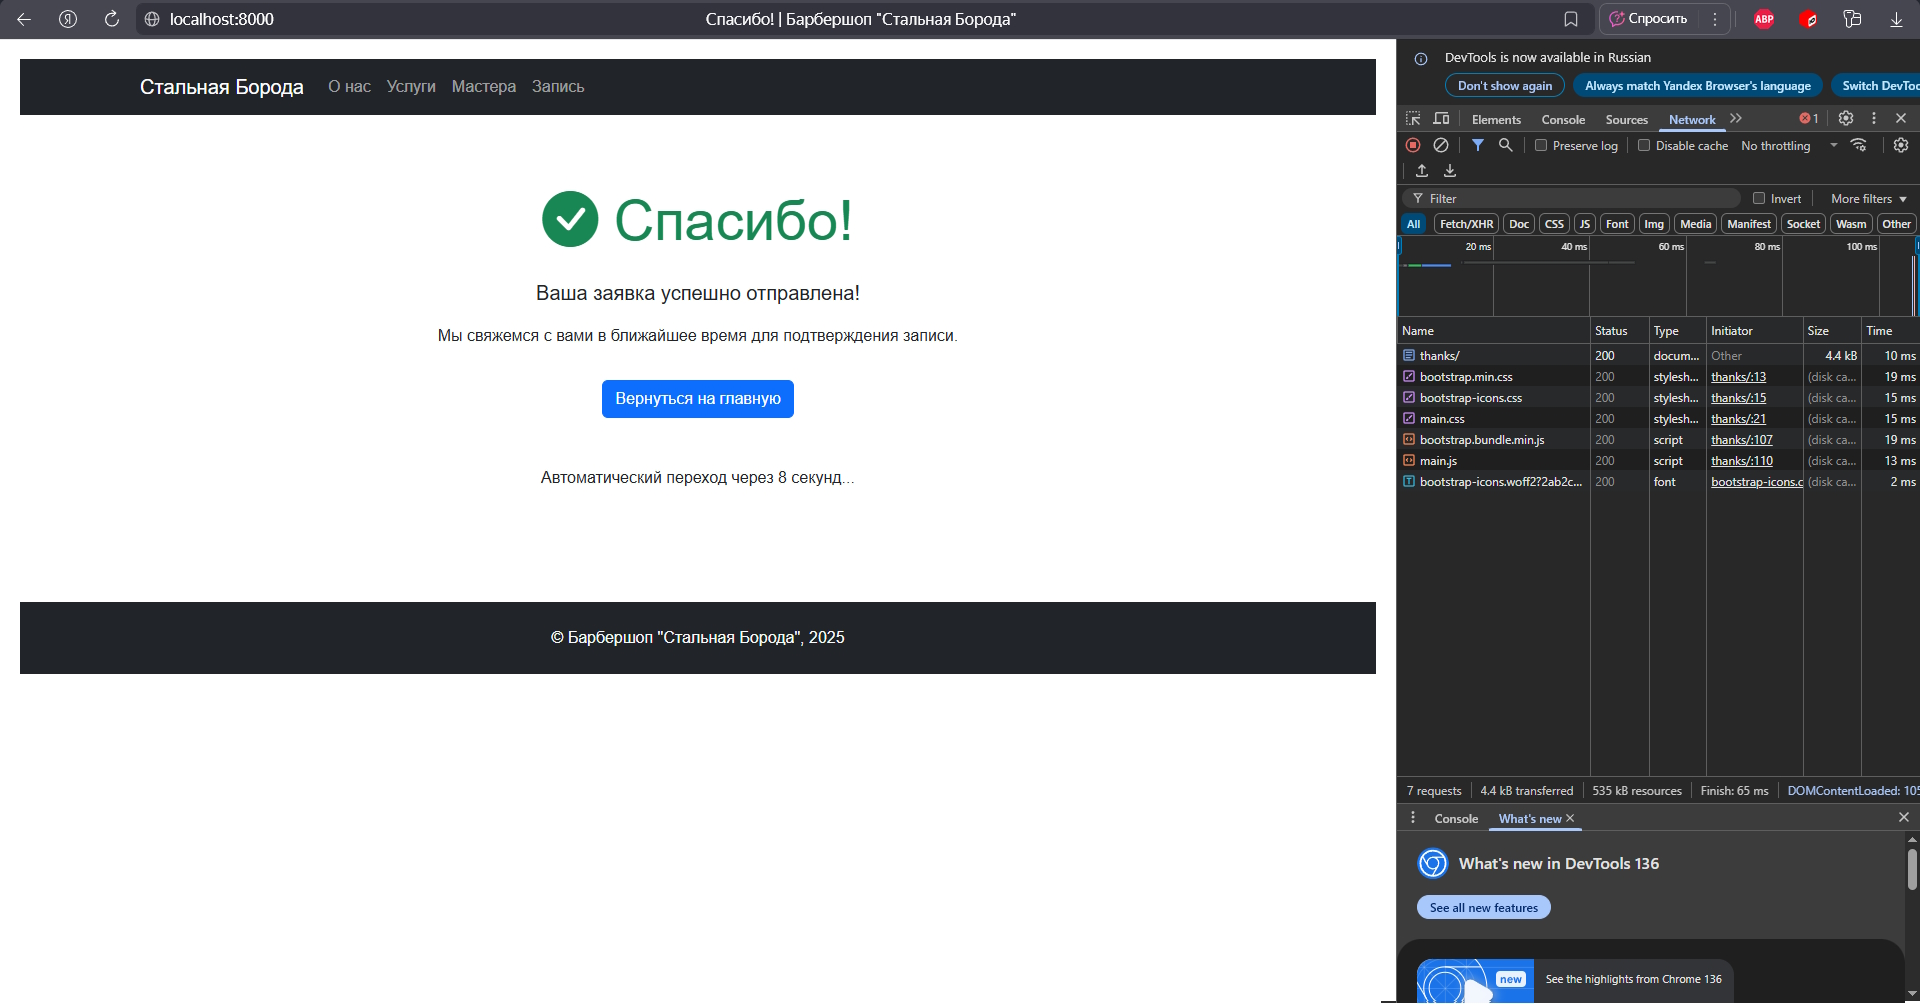 localhost:8000
Спасибо! | Барбершоп "Стальная Борода"
Спросить
ABP
Стальная Борода О нас Услуги Мастера Запись
Спасибо!
Ваша заявка успешно отправлена!
Мы свяжемся с вами в ближайшее время для подтверждения записи.
Вернуться на главную
Автоматический переход через 8 секунд...
© Барбершоп "Стальная Борода", 2025
DevTools is now available in Russian
Don't show again Always match Yandex Browser's language Switch DevToo
Elements Console Sources Network 1
Preserve log Disable cache No throttling
Filter Invert More filters
All Fetch/XHR Doc CSS JS Font Img Media Manifest Socket Wasm Other
20 ms 40 ms 60 ms 80 ms 100 ms
Name Status Type Initiator Size Time
thanks/ 200 docum... Other 4.4 kB 10 ms
bootstrap.min.css 200 stylesh... thanks/:13 (disk ca... 19 ms
bootstrap-icons.css 200 stylesh... thanks/:15 (disk ca... 15 ms
main.css 200 stylesh... thanks/:21 (disk ca... 15 ms
bootstrap.bundle.min.js 200 script thanks/:107 (disk ca... 19 ms
main.js 200 script thanks/:110 (disk ca... 13 ms
bootstrap-icons.woff2?2ab2c... 200 font bootstrap-icons.c (disk ca... 2 ms
7 requests 4.4 kB transferred 535 kB resources Finish: 65 ms DOMContentLoaded: 105
Console What's new
What's new in DevTools 136
See all new features
new
See the highlights from Chrome 136